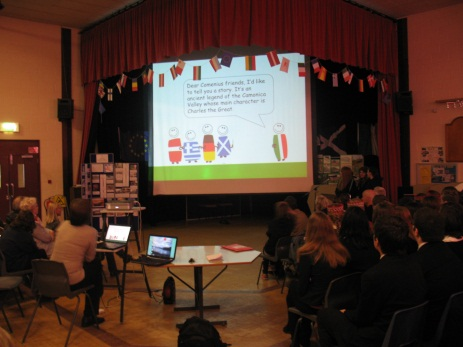 Dear Comenius friends, I'd like
to tell you a story. It's an
ancient legend of the Camonica
Valley whose main character is
Charles the Great.